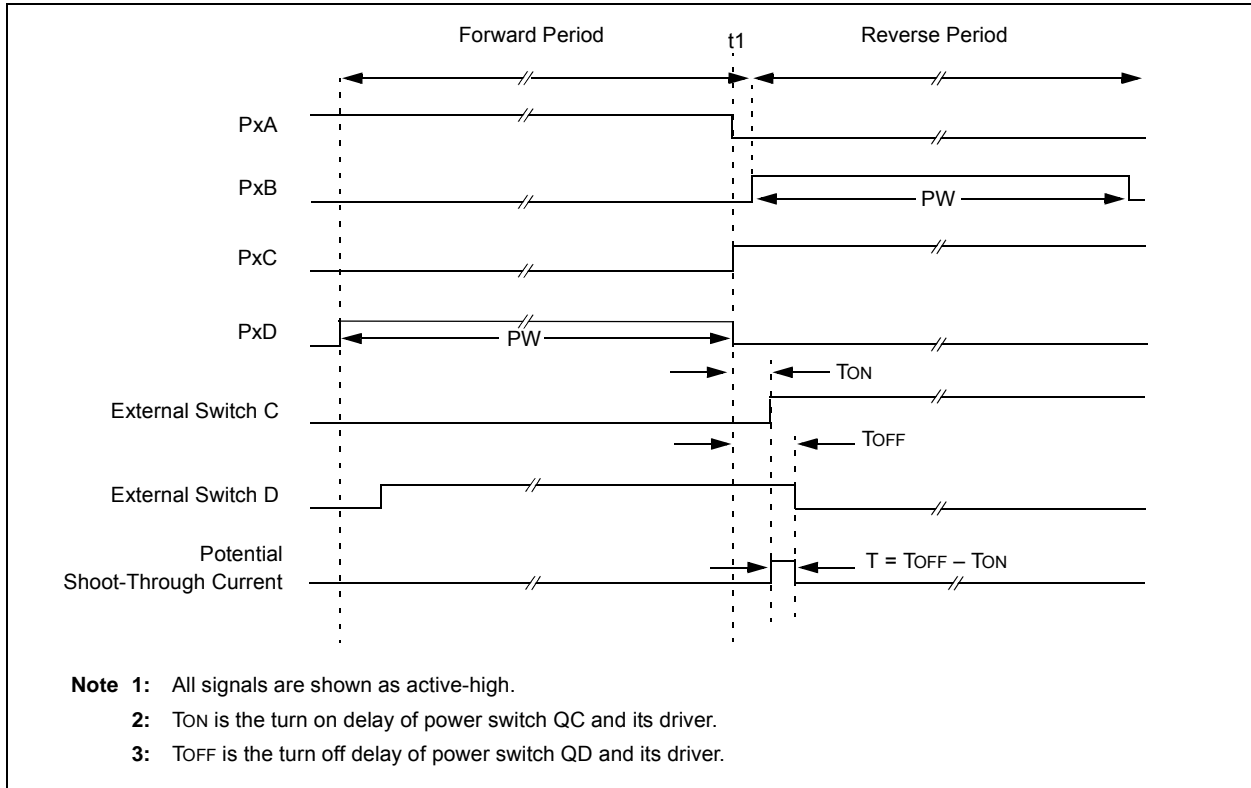 Forward Period
t1
Reverse Period
PxA
PxB
PW
PxC
PxD
PW
TON
External Switch C
TOFF
External Switch D
Potential
Shoot-Through Current
T = TOFF – TON
Note 1: All signals are shown as active-high.
2: TON is the turn on delay of power switch QC and its driver.
3: TOFF is the turn off delay of power switch QD and its driver.